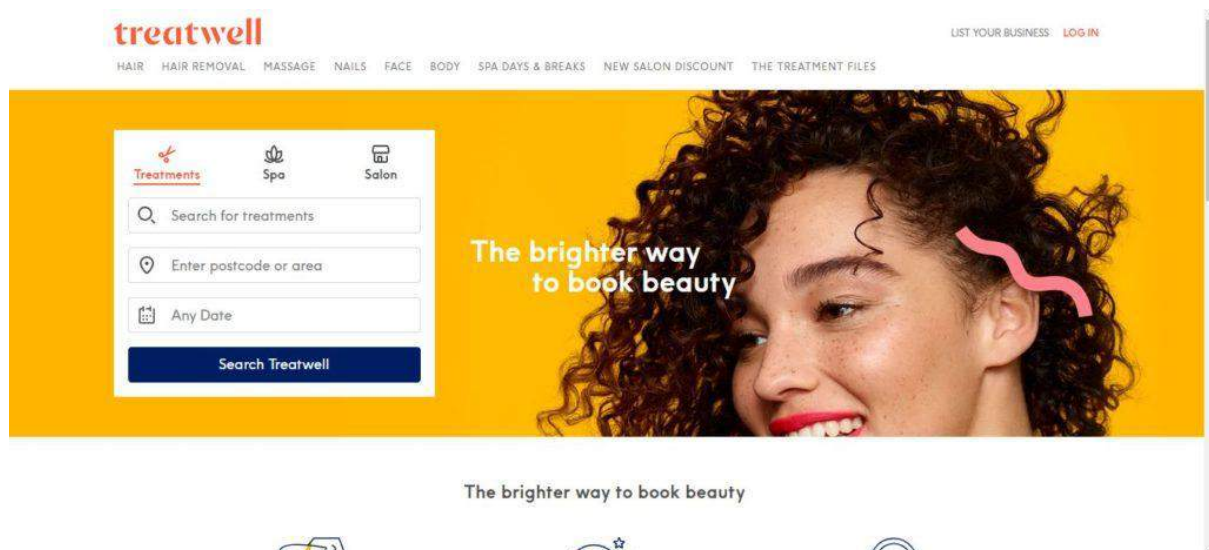 treatwell
LIST YOUR BUSINESS LOG IN
HAIR HAIR REMOVAL MASSAGE NAILS FACE BODY SPA DAYS & BREAKS NEW SALON DISCOUNT THE TREATMENT FILES
Treatments Spa Salon
Search for treatments
Enter postcode or area
Any Date
Search Treatwell
The brighter way
to book beauty
The brighter way to book beauty